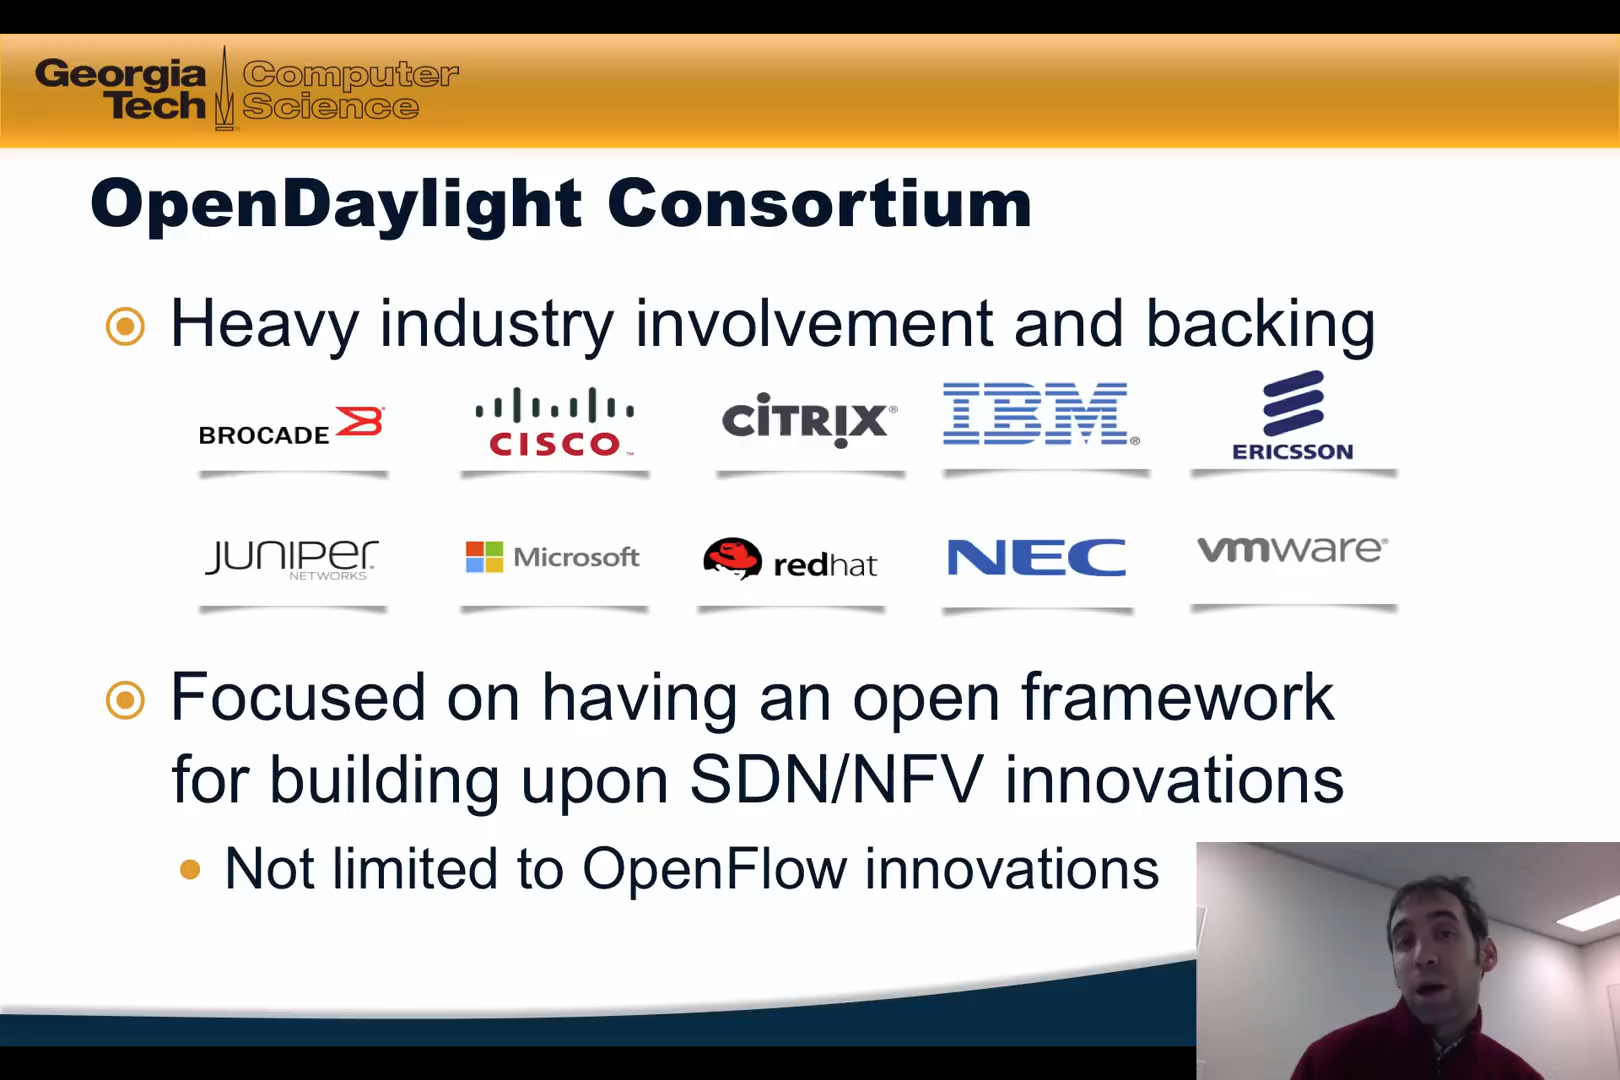 Georgia Tech
Computer Science
OpenDaylight Consortium
Heavy industry involvement and backing
BROCADE
CISCO
CITRIX®
IBM®
ERICSSON
JUNIPER NETWORKS
Microsoft
redhat
NEC
vmware®
Focused on having an open framework
for building upon SDN/NFV innovations
Not limited to OpenFlow innovations